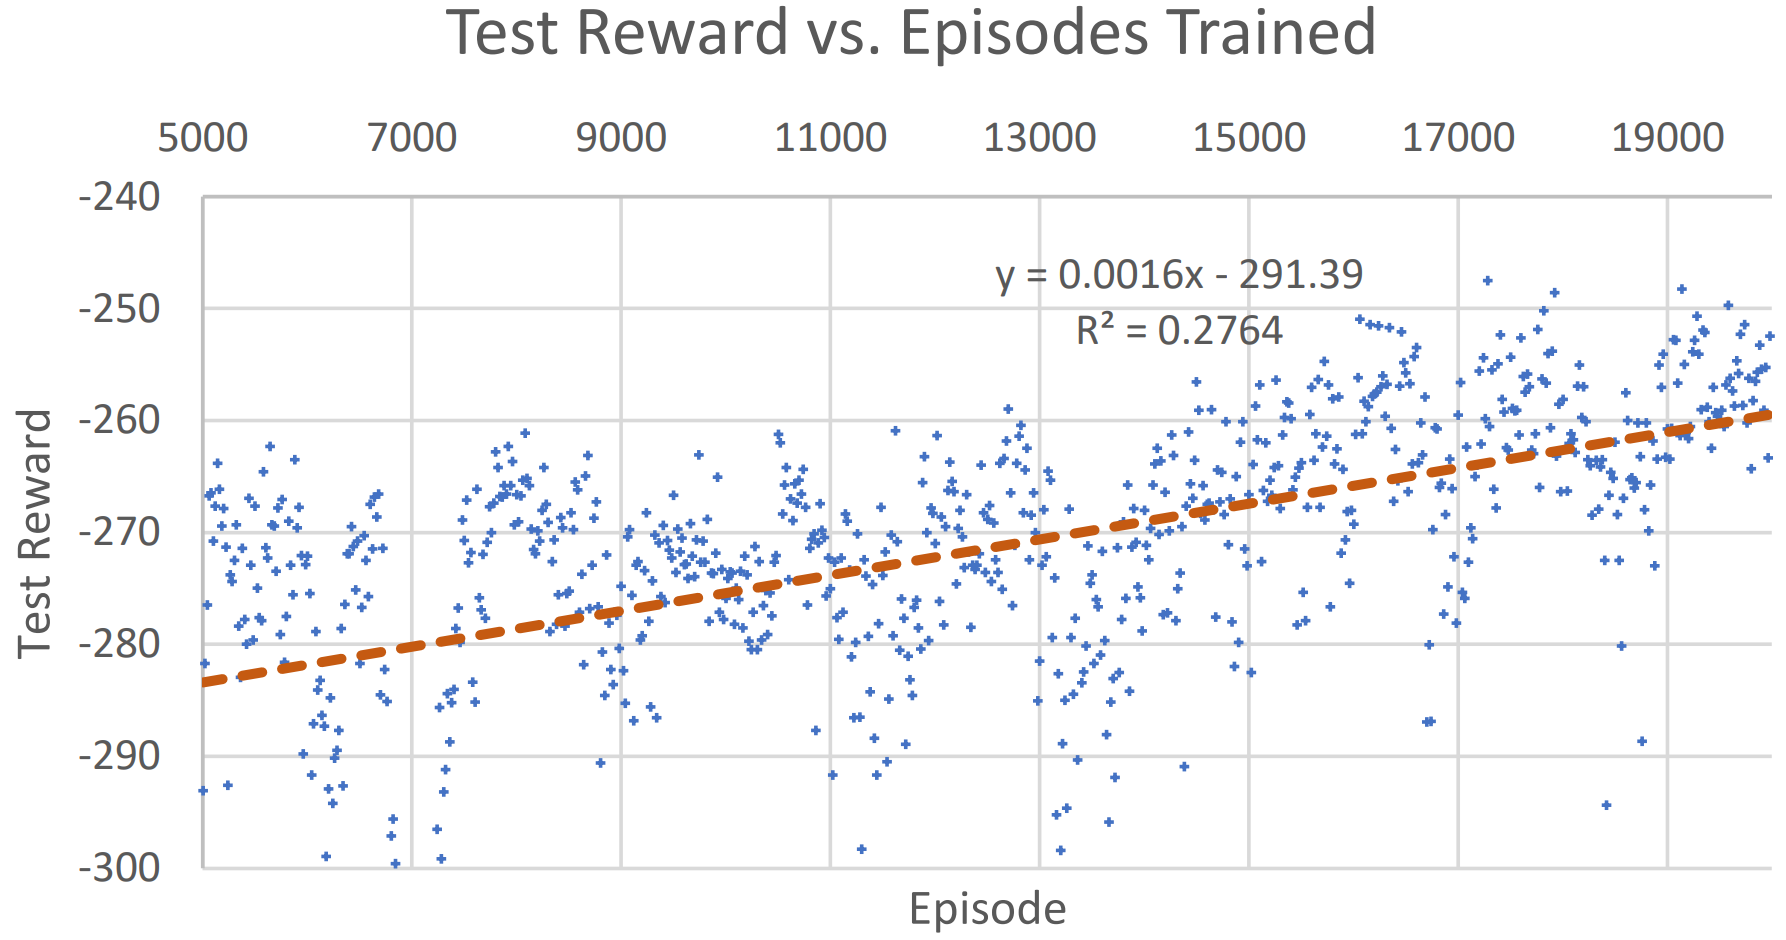 Test Reward vs. Episodes Trained
5000 7000 9000 11000 13000 15000 17000 19000
-240
y = 0.0016x - 291.39
-250
R² = 0.2764
-260
-270
-280
-290
-300
Test Reward
Episode